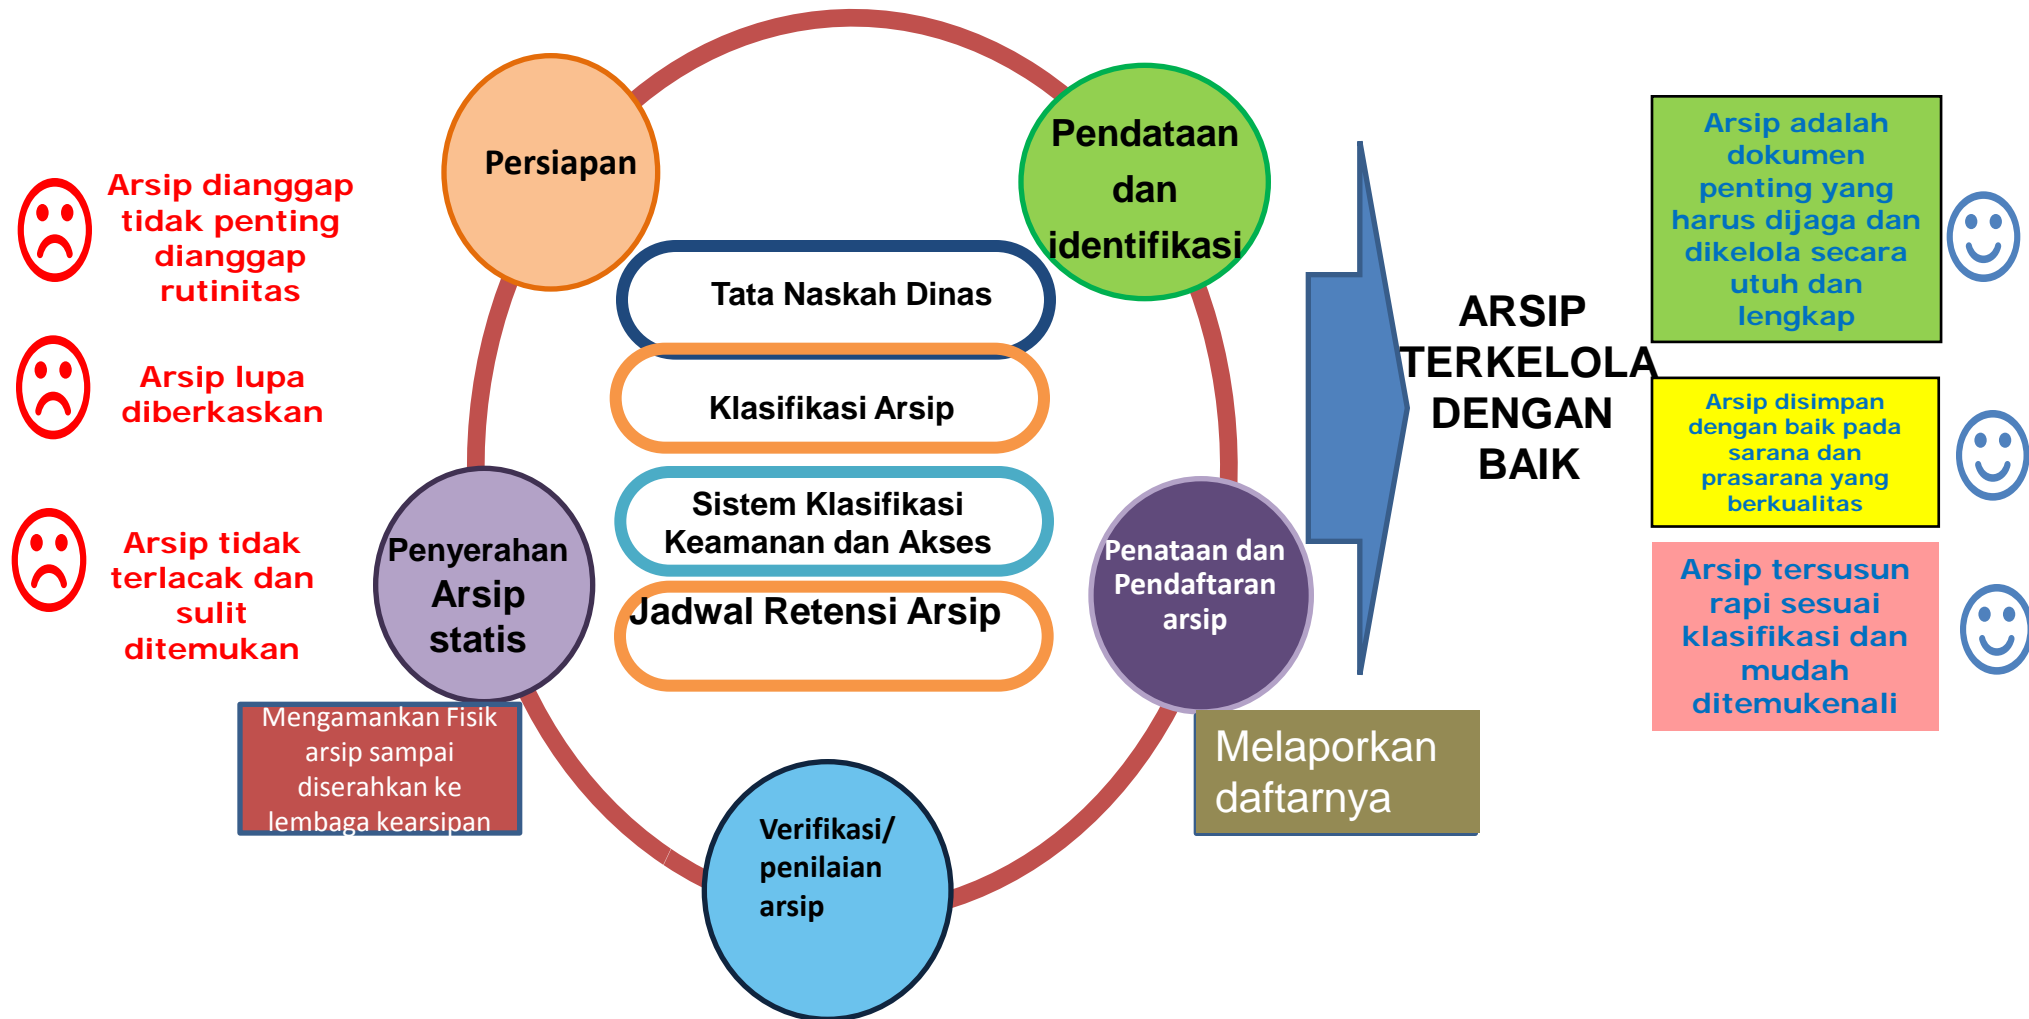 Arsip dianggap
tidak penting
dianggap
rutinitas
Arsip lupa
diberkaskan
Arsip tidak
terlacak dan
sulit
ditemukan
Persiapan
Pendataan
dan
identifikasi
Tata Naskah Dinas
Klasifikasi Arsip
Sistem Klasifikasi
Keamanan dan Akses
Jadwal Retensi Arsip
Penyerahan
Arsip
statis
Penataan dan
Pendaftaran
arsip
Mengamankan Fisik
arsip sampai
diserahkan ke
lembaga kearsipan
Verifikasi/
penilaian
arsip
Melaporkan
daftarnya
ARSIP
TERKELOLA
DENGAN
BAIK
Arsip adalah
dokumen
penting yang
harus dijaga dan
dikelola secara
utuh dan
lengkap
Arsip disimpan
dengan baik pada
sarana dan
prasarana yang
berkualitas
Arsip tersusun
rapi sesuai
klasifikasi dan
mudah
ditemukenali